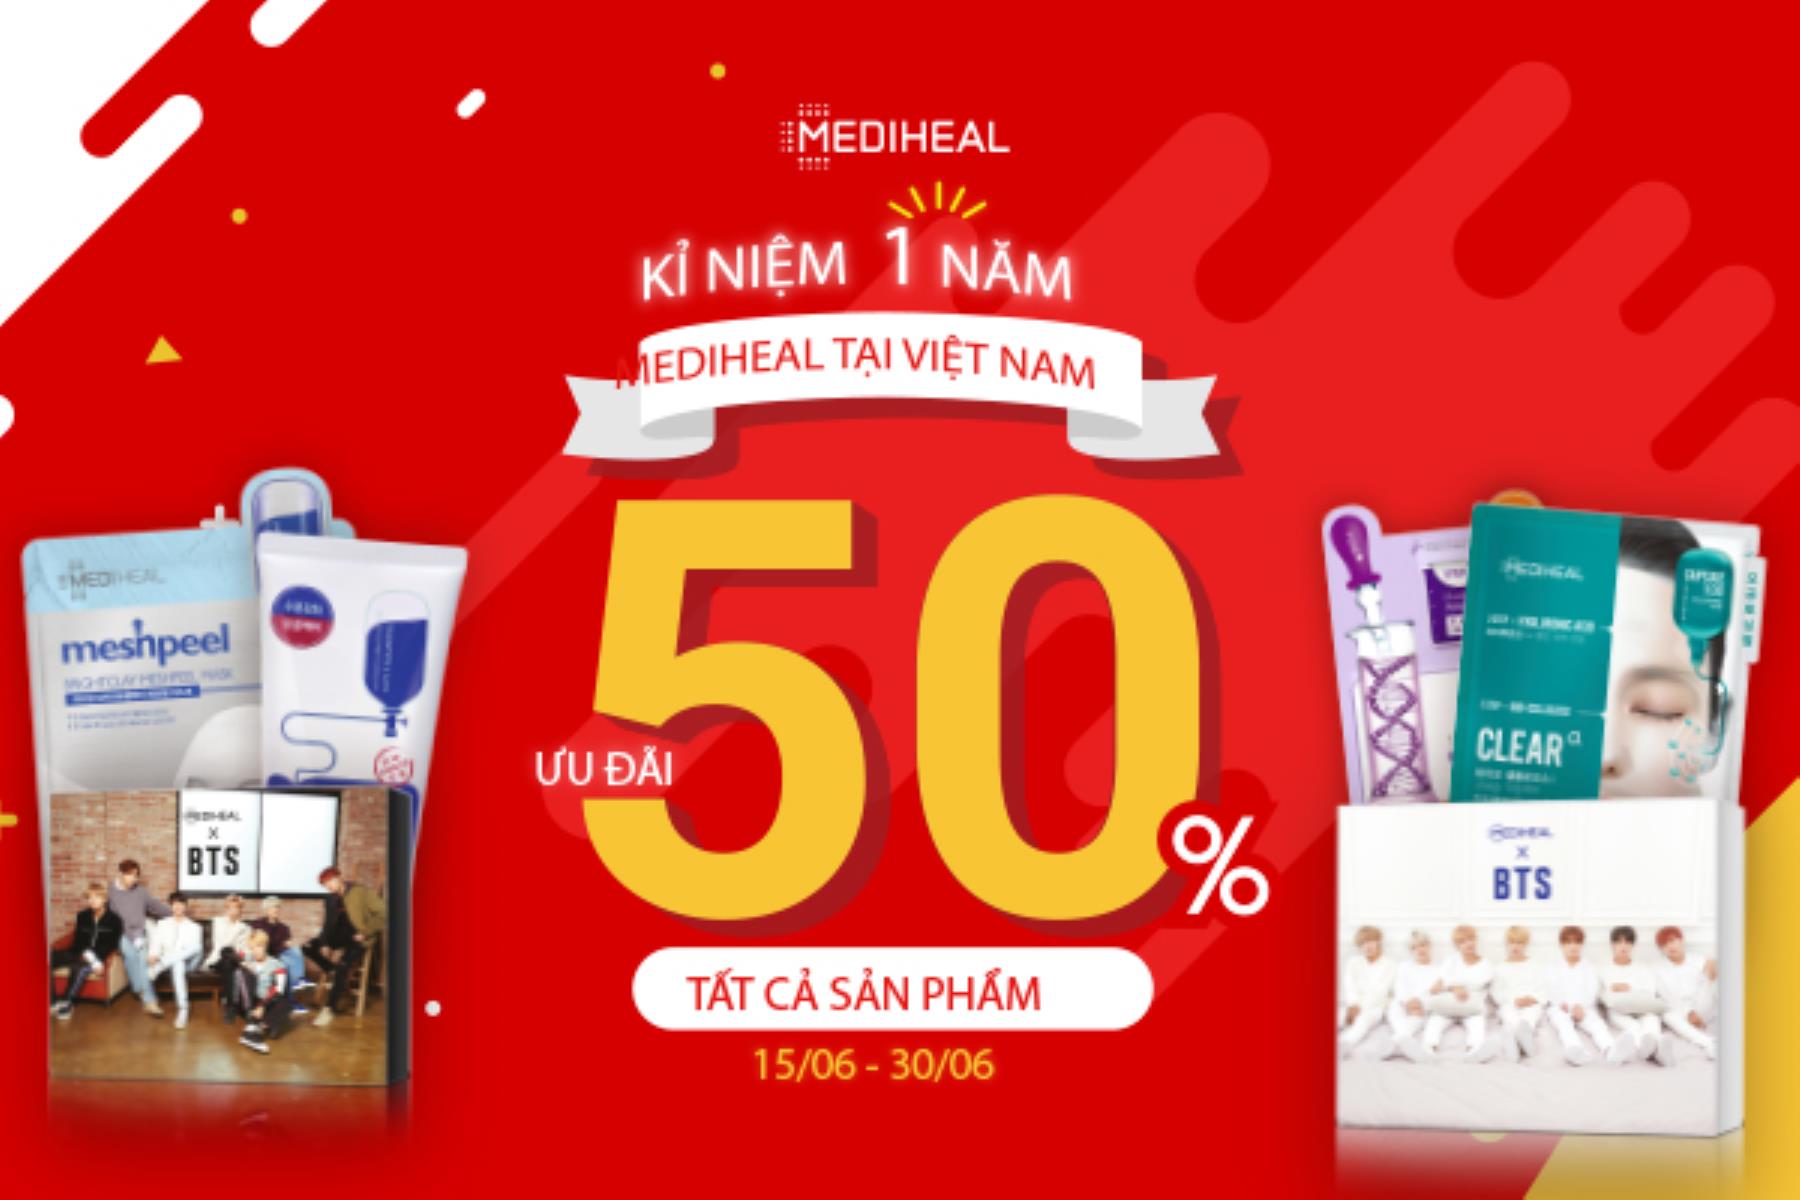 MEDIHEAL
KỈ NIỆM 1 NĂM
MEDIHEAL TẠI VIỆT NAM
ƯU ĐÃI
50%
TẤT CẢ SẢN PHẨM
15/06 - 30/06
MEDIHEAL
meshpeel
MEDIHEAL
X
BTS
MEDIHEAL
CLEARα
MEDIHEAL
X
BTS